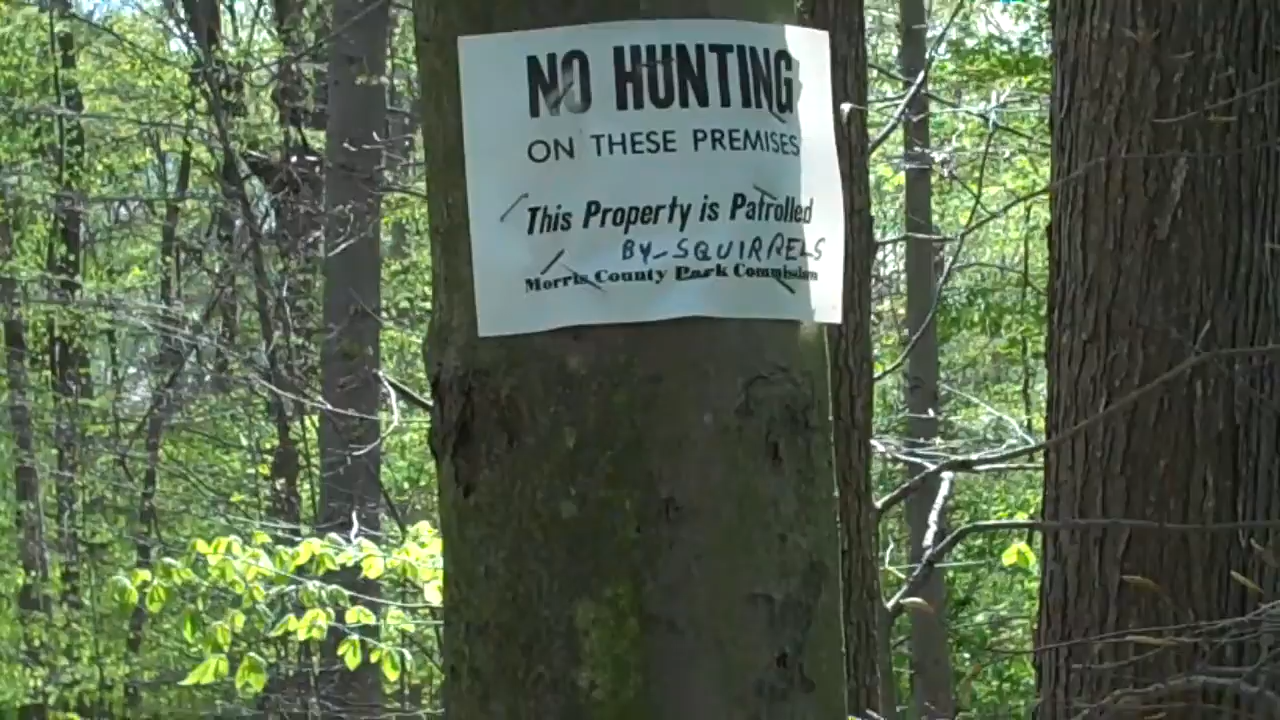 NO HUNTING
ON THESE PREMISES
This Property is Patrolled
BY-SQUIRRELS
Morris County Park Commission